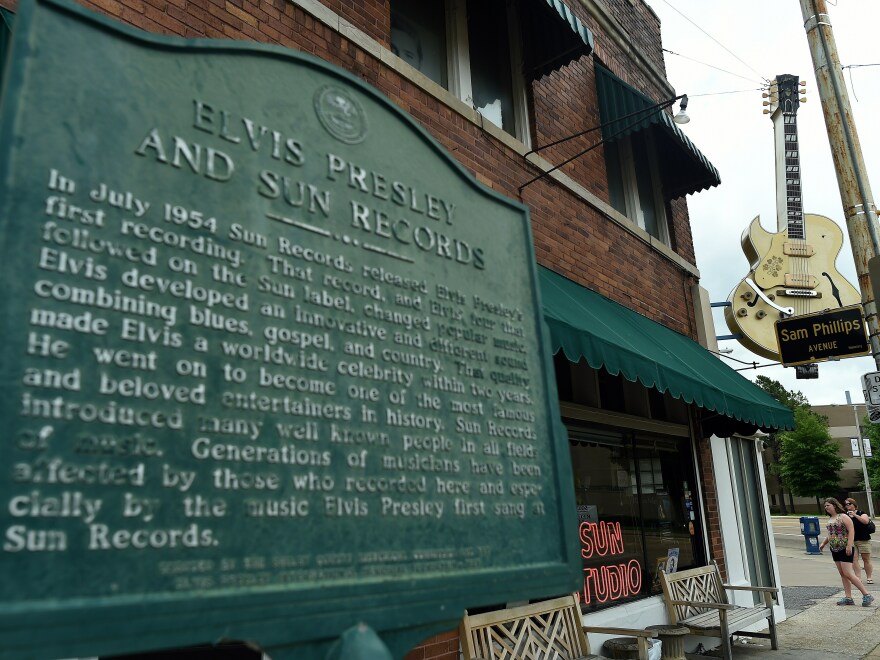 ELVIS PRESLEY
AND SUN RECORDS
In July 1954 Sun Records released Elvis Presley's
first recording. That record, and Elvis' four that
followed on the Sun label, changed popular music.
Elvis developed an innovative and different sound
combining blues, gospel, and country. That quality
made Elvis a worldwide celebrity within two years.
He went on to become one of the most famous
and beloved entertainers in history. Sun Records
introduced many well known people in all fields
of music. Generations of musicians have been
affected by those who recorded here and espe-
cially by the music Elvis Presley first sang at
Sun Records.
Sam Phillips
AVENUE
SUN
STUDIO